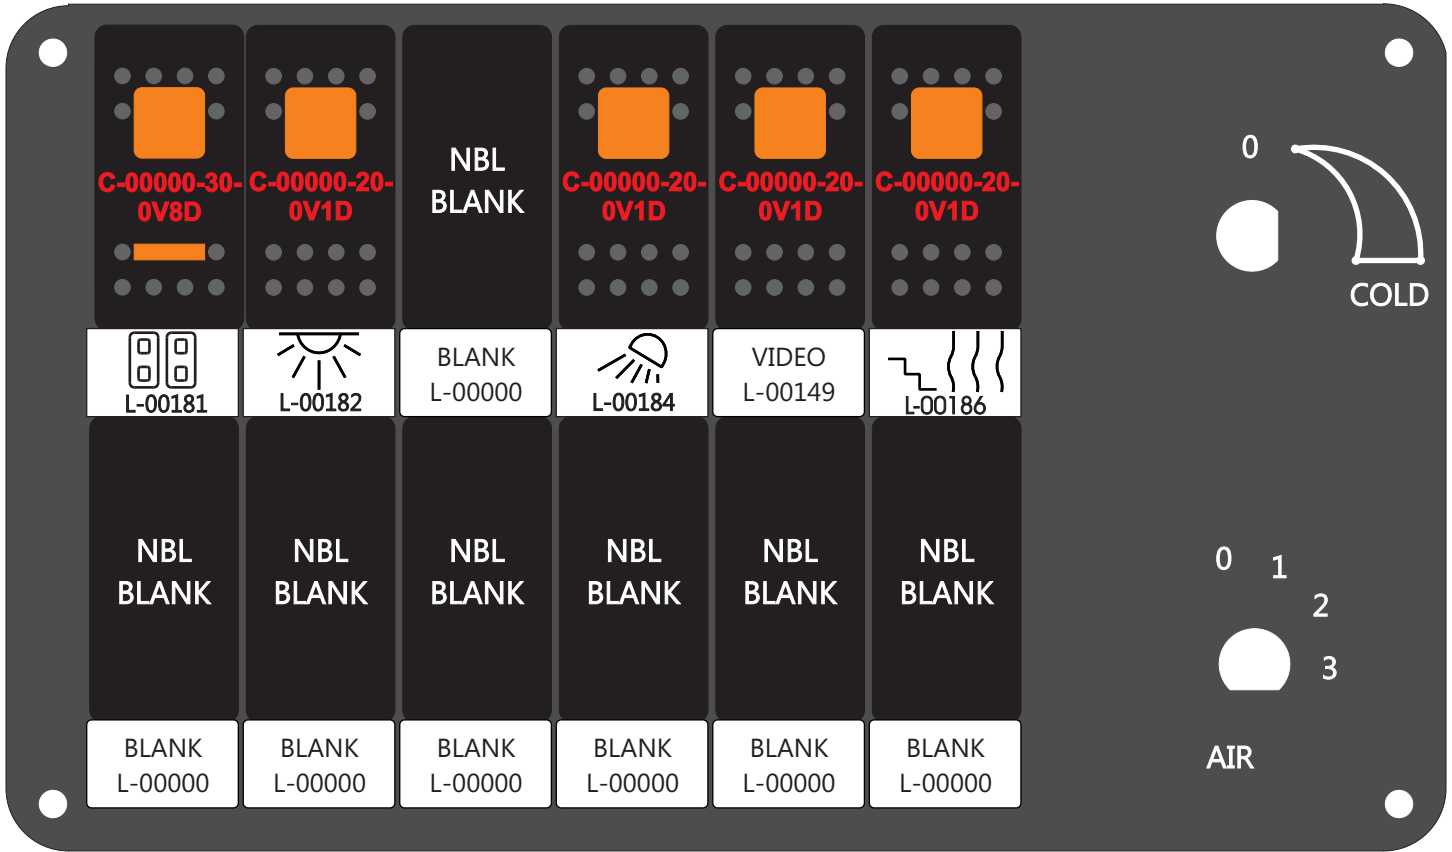 C-00000-30-
0V8D
C-00000-20-
0V1D
NBL
BLANK
C-00000-20-
0V1D
C-00000-20-
0V1D
C-00000-20-
0V1D
L-00181
L-00182
BLANK
L-00000
L-00184
VIDEO
L-00149
L-00186
NBL
BLANK
NBL
BLANK
NBL
BLANK
NBL
BLANK
NBL
BLANK
NBL
BLANK
BLANK
L-00000
BLANK
L-00000
BLANK
L-00000
BLANK
L-00000
BLANK
L-00000
BLANK
L-00000
0
COLD
0
1
2
3
AIR